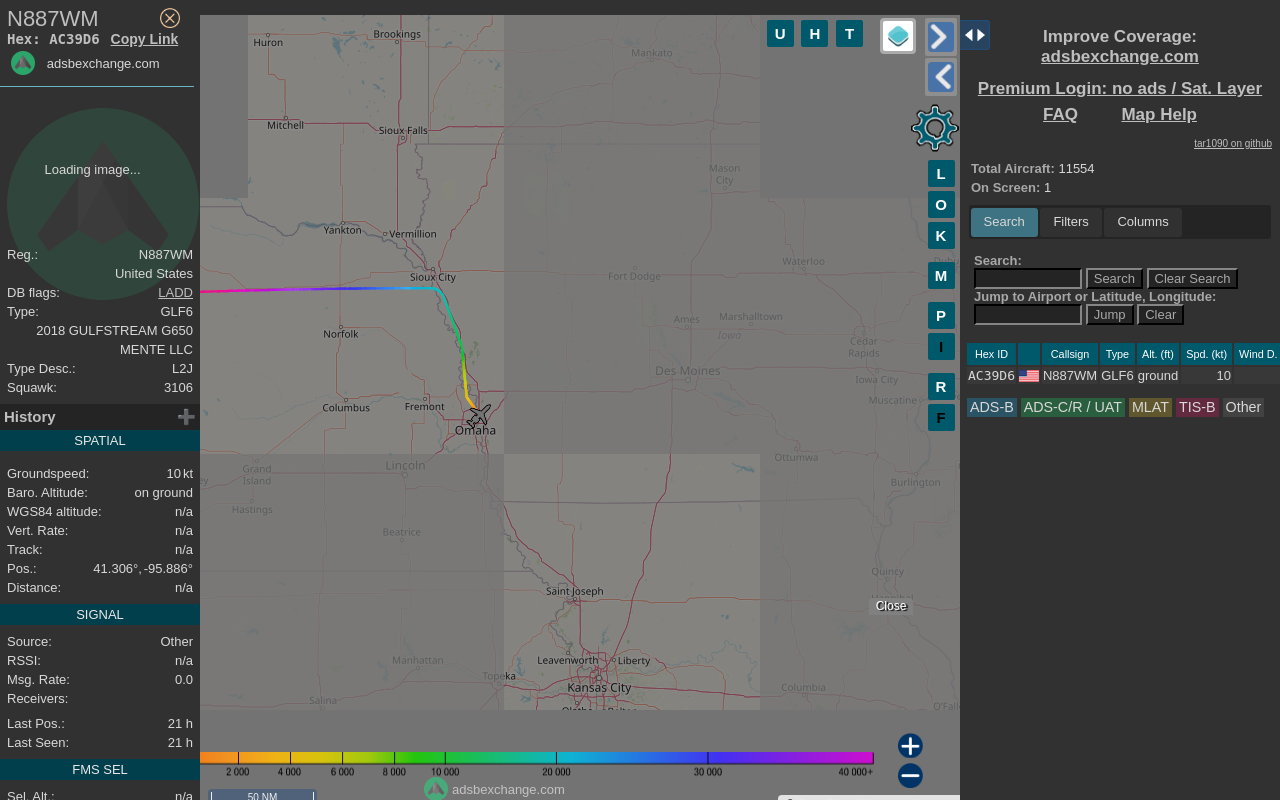 N887WM
Hex: AC39D6 Copy Link
adsbexchange.com
Loading image...
Reg.: N887WM
United States
DB flags: LADD
Type: GLF6
2018 GULFSTREAM G650
MENTE LLC
Type Desc.: L2J
Squawk: 3106
History
SPATIAL
Groundspeed: 10 kt
Baro. Altitude: on ground
WGS84 altitude: n/a
Vert. Rate: n/a
Track: n/a
Pos.: 41.306°, -95.886°
Distance: n/a
SIGNAL
Source: Other
RSSI: n/a
Msg. Rate: 0.0
Receivers:
Last Pos.: 21 h
Last Seen: 21 h
FMS SEL
Sel. Alt.: n/a
Huron
Brookings
Mankato
Mitchell
Sioux Falls
Mason City
Yankton
Vermillion
Sioux City
Fort Dodge
Waterloo
Norfolk
Ames
Marshalltown
Iowa
Cedar Rapids
Des Moines
Iowa City
Columbus
Fremont
Muscatine
Omaha
Grand Island
Lincoln
Ottumwa
Burlington
Hastings
Beatrice
Quincy
Saint Joseph
Close
Manhattan
Leavenworth
Liberty
Topeka
Kansas City
Columbia
Salina
U H T
L
O
K
M
P
I
R
F
2 000
4 000
6 000
8 000
10 000
20 000
30 000
40 000+
adsbexchange.com
50 NM
Improve Coverage:
adsbexchange.com
Premium Login: no ads / Sat. Layer
FAQ Map Help
tar1090 on github
Total Aircraft: 11554
On Screen: 1
Search Filters Columns
Search:
Search Clear Search
Jump to Airport or Latitude, Longitude:
Jump Clear
Hex ID Callsign Type Alt. (ft) Spd. (kt) Wind D.
AC39D6 N887WM GLF6 ground 10
ADS-B ADS-C/R / UAT MLAT TIS-B Other